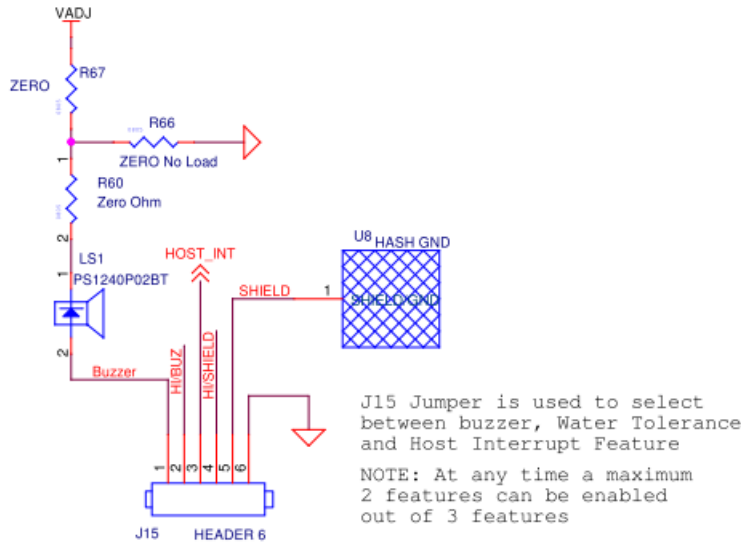 VADJ
R67
ZERO
R66
ZERO No Load
1
R60
Zero Ohm
2
U8 HASH GND
LS1
HOST_INT
1
PS1240P02BT
SHIELD
1
SHIELD/GND
2
Buzzer
HI/BUZ
HI/SHIELD
J15 Jumper is used to select
between buzzer, Water Tolerance
and Host Interrupt Feature
NOTE: At any time a maximum
2 features can be enabled
out of 3 features
1 2 3 4 5 6
J15
HEADER 6